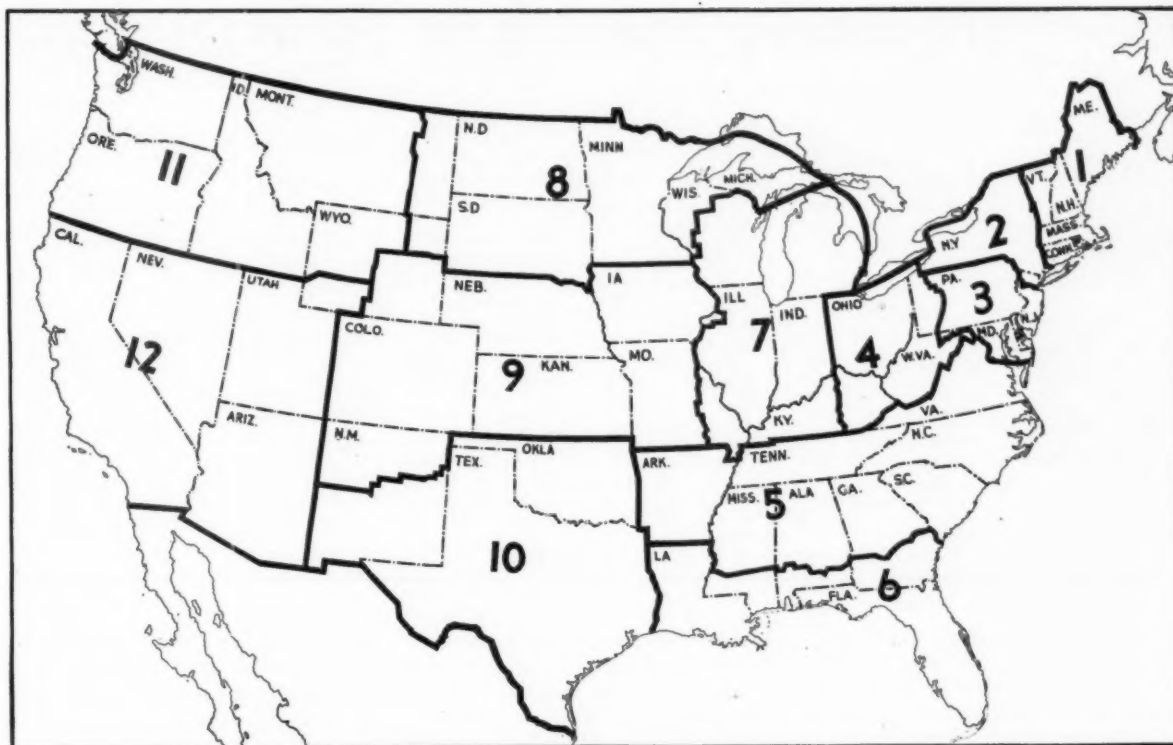 WASH.
ID.
MONT.
N.D
MINN
ME.
ORE.
11
8
WIS.
MICH.
VT.
1
N.H.
WYO.
S.D
MASS.
N.Y
2
CONN.
CAL.
NEV.
UTAH
NEB.
IA
ILL
IND.
OHIO
PA.
3
N.J.
MD.
COLO.
12
9
KAN.
MO.
7
4
W.VA.
KY.
VA.
ARIZ.
N.M.
TEX.
OKLA
ARK.
TENN.
N.C.
MISS.
5
ALA
GA.
S.C.
10
LA
FLA.
6